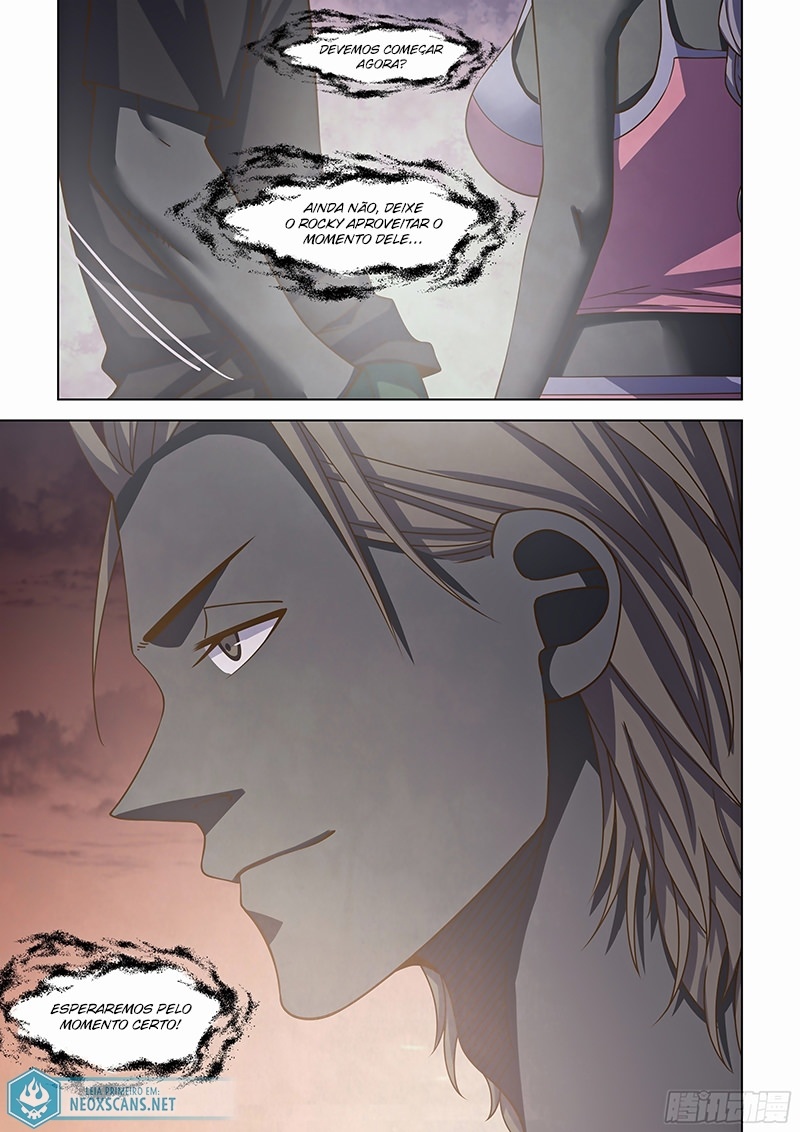 DEVEMOS COMEÇAR
AGORA?
AINDA NÃO, DEIXE
O ROCKY APROVEITAR O
MOMENTO DELE...
ESPERAREMOS PELO
MOMENTO CERTO!
LEIA PRIMEIRO EM:
NEOXSCANS.NET
腾讯动漫